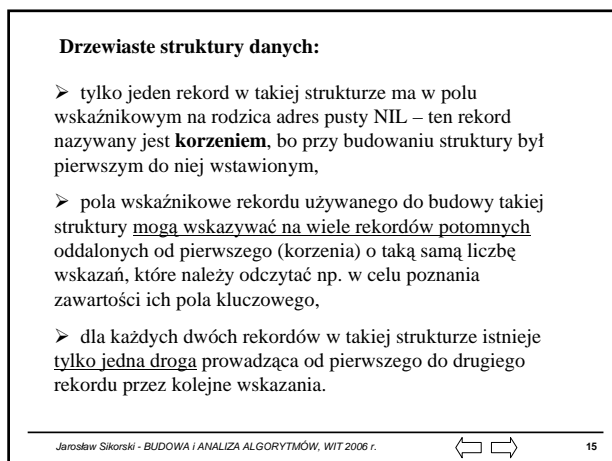 Drzewiaste struktury danych:
➢ tylko jeden rekord w takiej strukturze ma w polu
wskaźnikowym na rodzica adres pusty NIL – ten rekord
nazywany jest korzeniem, bo przy budowaniu struktury był
pierwszym do niej wstawionym,
➢ pola wskaźnikowe rekordu używanego do budowy takiej
struktury mogą wskazywać na wiele rekordów potomnych
oddalonych od pierwszego (korzenia) o taką samą liczbę
wskazań, które należy odczytać np. w celu poznania
zawartości ich pola kluczowego,
➢ dla każdych dwóch rekordów w takiej strukturze istnieje
tylko jedna droga prowadząca od pierwszego do drugiego
rekordu przez kolejne wskazania.
Jarosław Sikorski - BUDOWA i ANALIZA ALGORYTMÓW, WIT 2006 r. 15